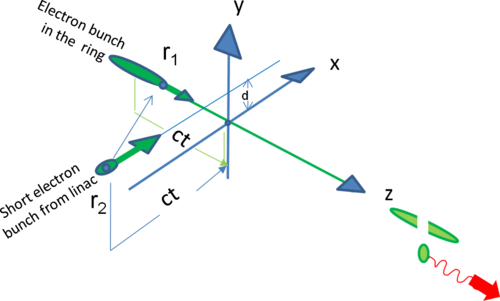 Electron bunch
in the ring
r1
y
x
d
ct
Short electron
bunch from linac
r2
ct
z